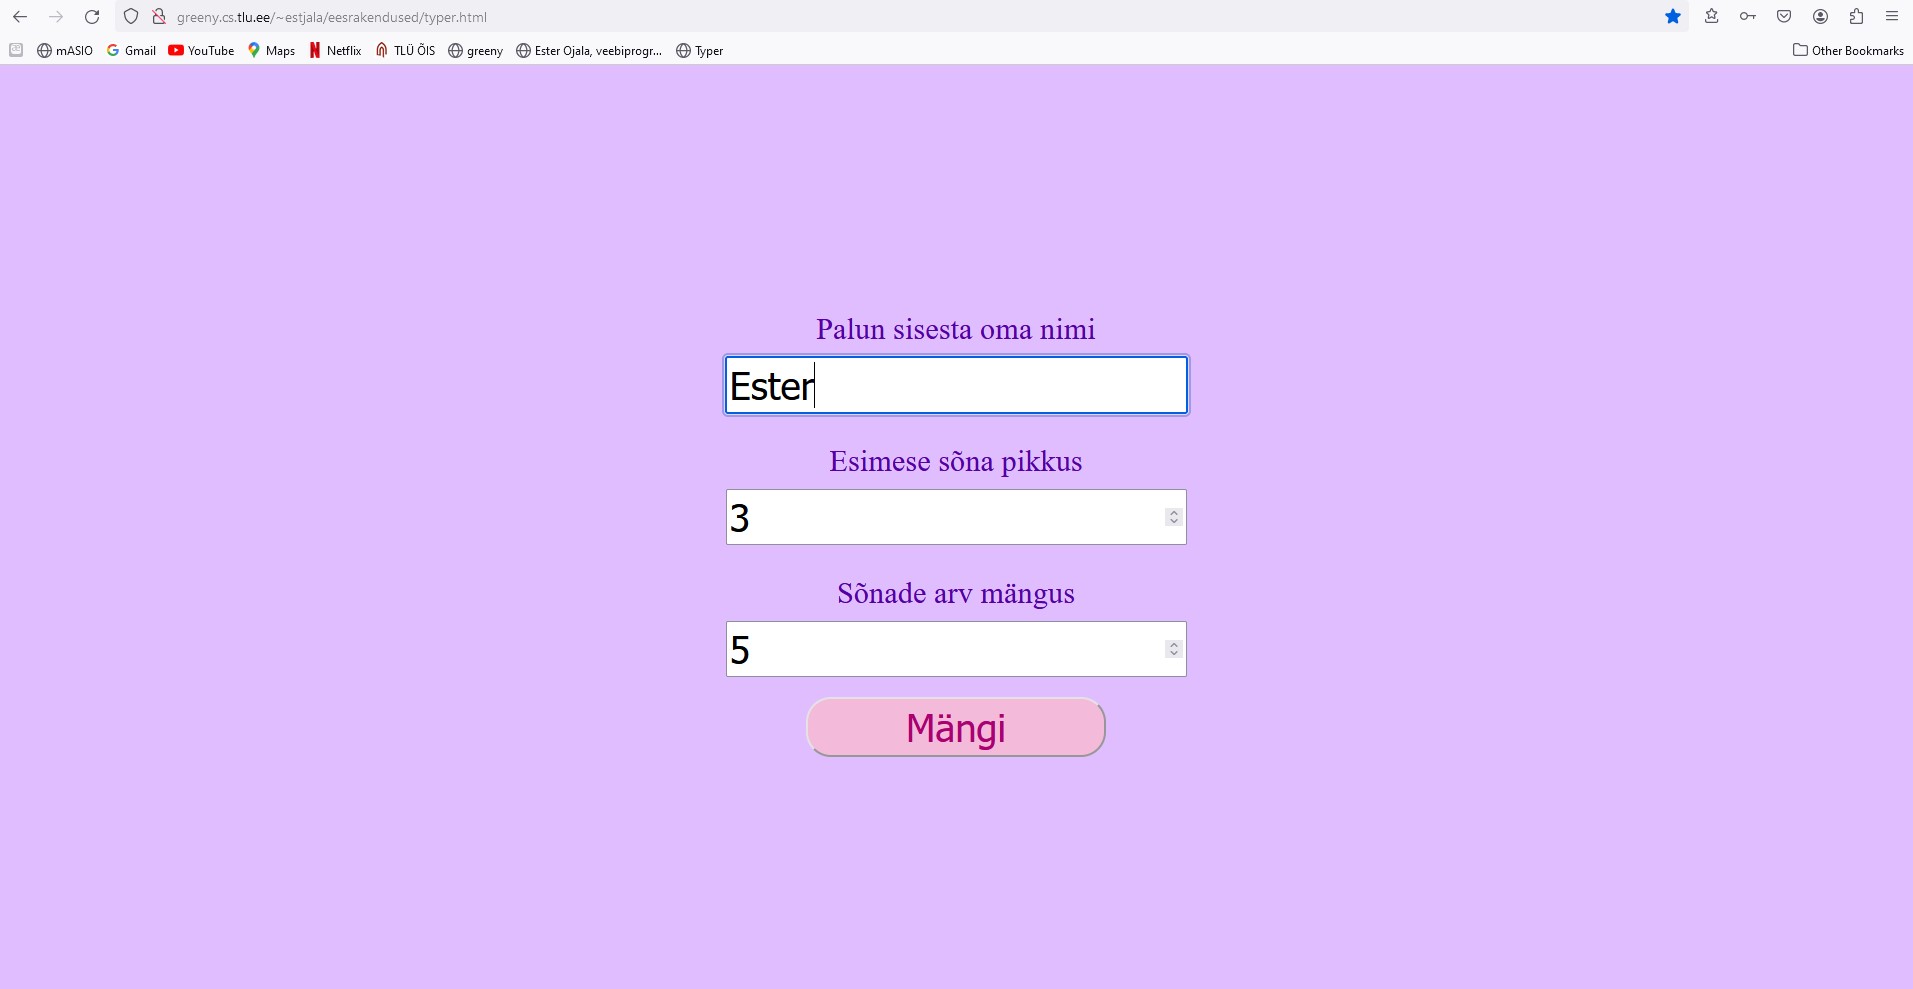 greeny.cs.tlu.ee/~estjala/eesrakendused/typer.html
mASIO Gmail YouTube Maps Netflix TLÜ ÕIS greeny Ester Ojala, veebiprogr... Typer Other Bookmarks
Palun sisesta oma nimi
Ester
Esimese sõna pikkus
3
Sõnade arv mängus
5
Mängi